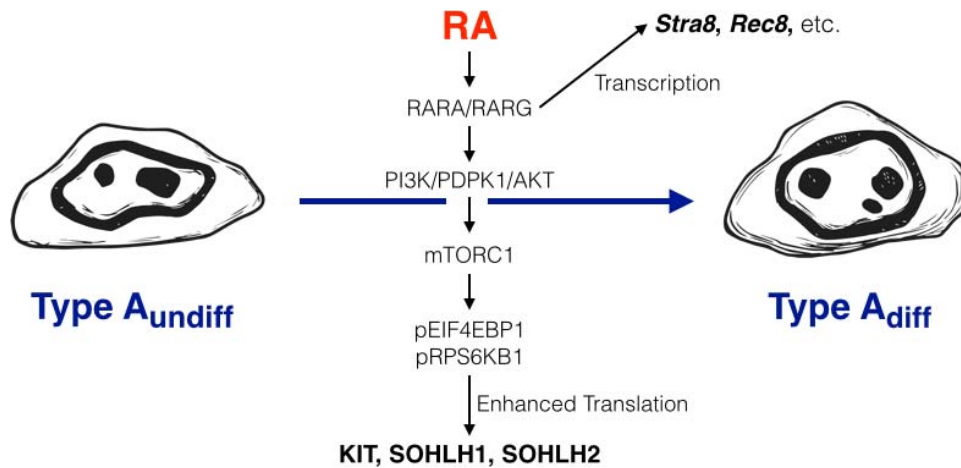 RA
Stra8, Rec8, etc.
Transcription
RARA/RARG
PI3K/PDPK1/AKT
mTORC1
Type Aundiff
Type Adiff
pEIF4EBP1
pRPS6KB1
Enhanced Translation
KIT, SOHLH1, SOHLH2